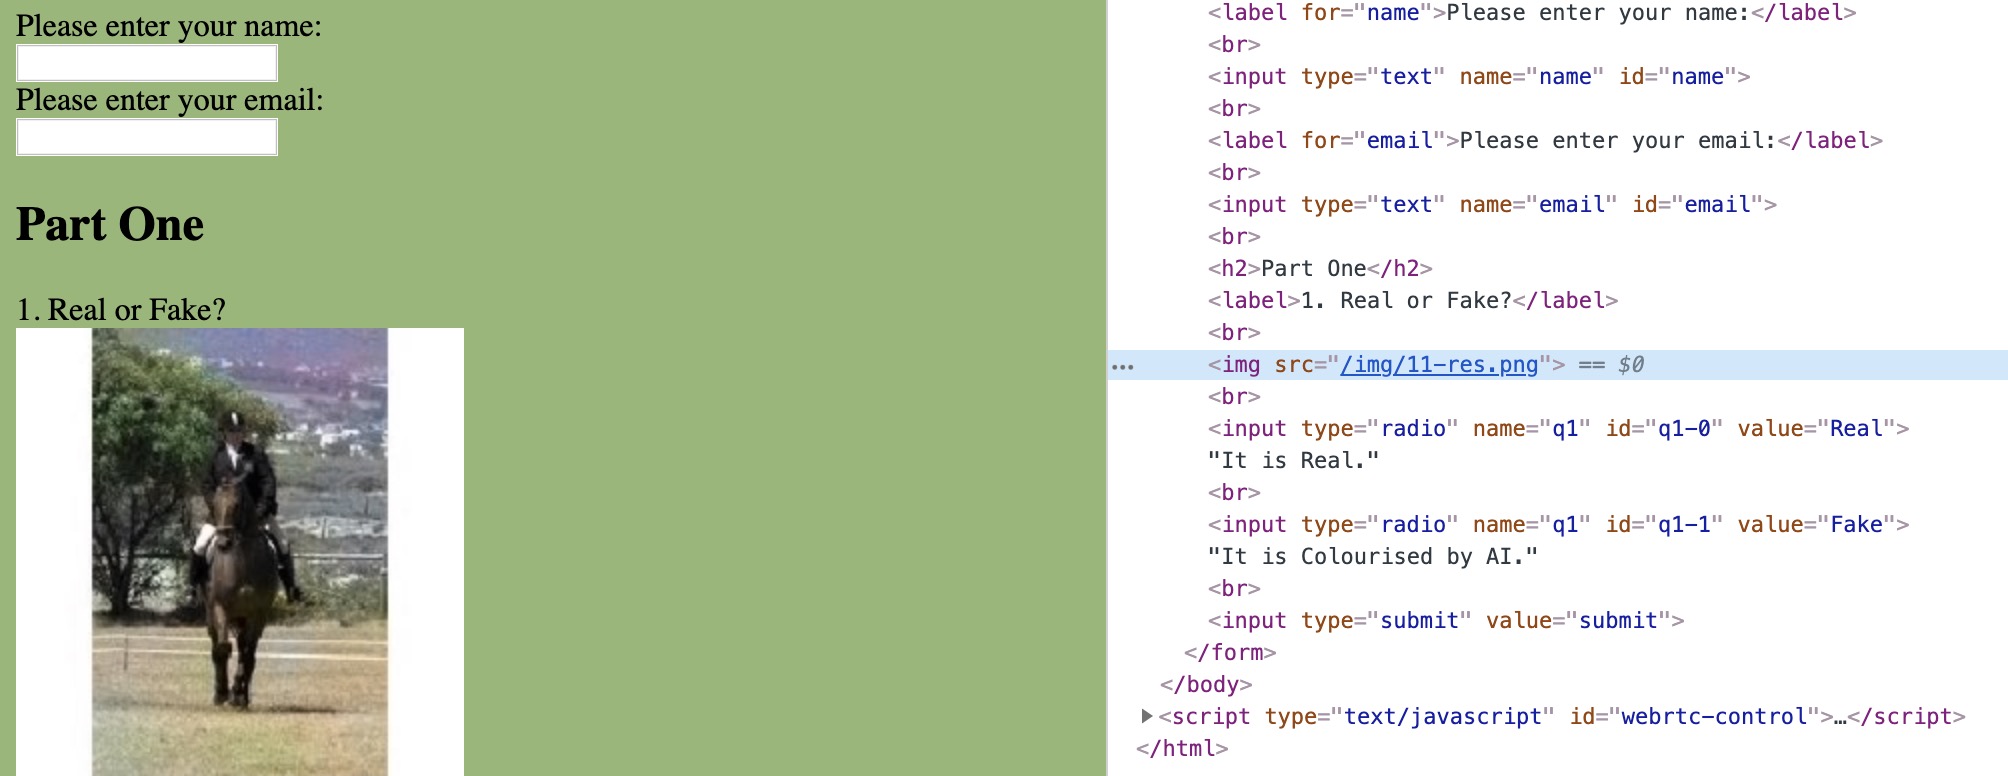 Please enter your name:
Please enter your email:
Part One
1. Real or Fake?
<label for="name">Please enter your name:</label>
<br>
<input type="text" name="name" id="name">
<br>
<label for="email">Please enter your email:</label>
<br>
<input type="text" name="email" id="email">
<br>
<h2>Part One</h2>
<label>1. Real or Fake?</label>
<br>
… <img src="/img/11-res.png"> == $0
<br>
<input type="radio" name="q1" id="q1-0" value="Real">
"It is Real."
<br>
<input type="radio" name="q1" id="q1-1" value="Fake">
"It is Colourised by AI."
<br>
<input type="submit" value="submit">
</form>
</body>
<script type="text/javascript" id="webrtc-control">…</script>
</html>